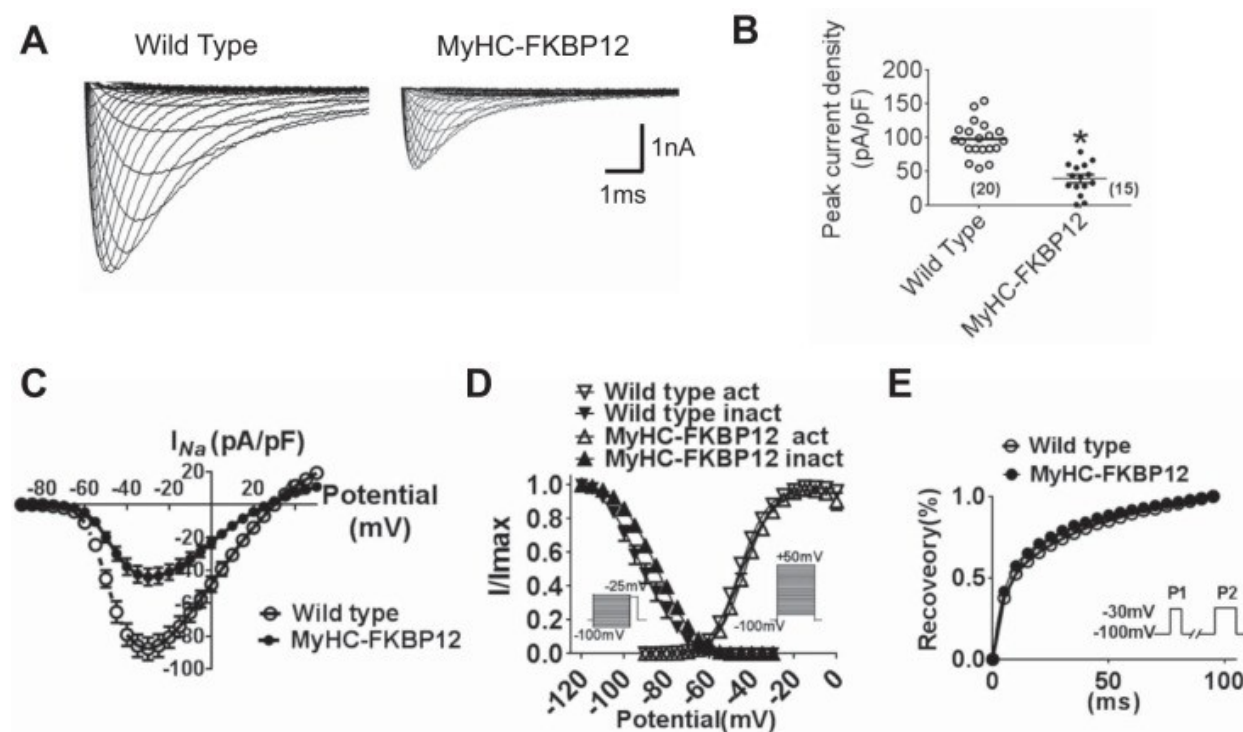 A
Wild Type
MyHC-FKBP12
1nA
1ms
B
Peak current density
(pA/pF)
200
150
100
50
0
*
(20)
(15)
Wild Type
MyHC-FKBP12
C
INa (pA/pF)
20
-80 -60 -40 -20 20
Potential
(mV)
-20
-40
-60
-80
-100
Wild type
MyHC-FKBP12
D
Wild type act
Wild type inact
MyHC-FKBP12 act
MyHC-FKBP12 inact
I/Imax
1.0
0.8
0.6
0.4
0.2
0.0
-25mV
-100mV
+50mV
-100mV
-120 -100 -80 -60 -40 -20 0
Potential(mV)
E
Wild type
MyHC-FKBP12
Recoveory(%)
1.0
0.5
0.0
P1 P2
-30mV
-100mV
0 50 100
(ms)